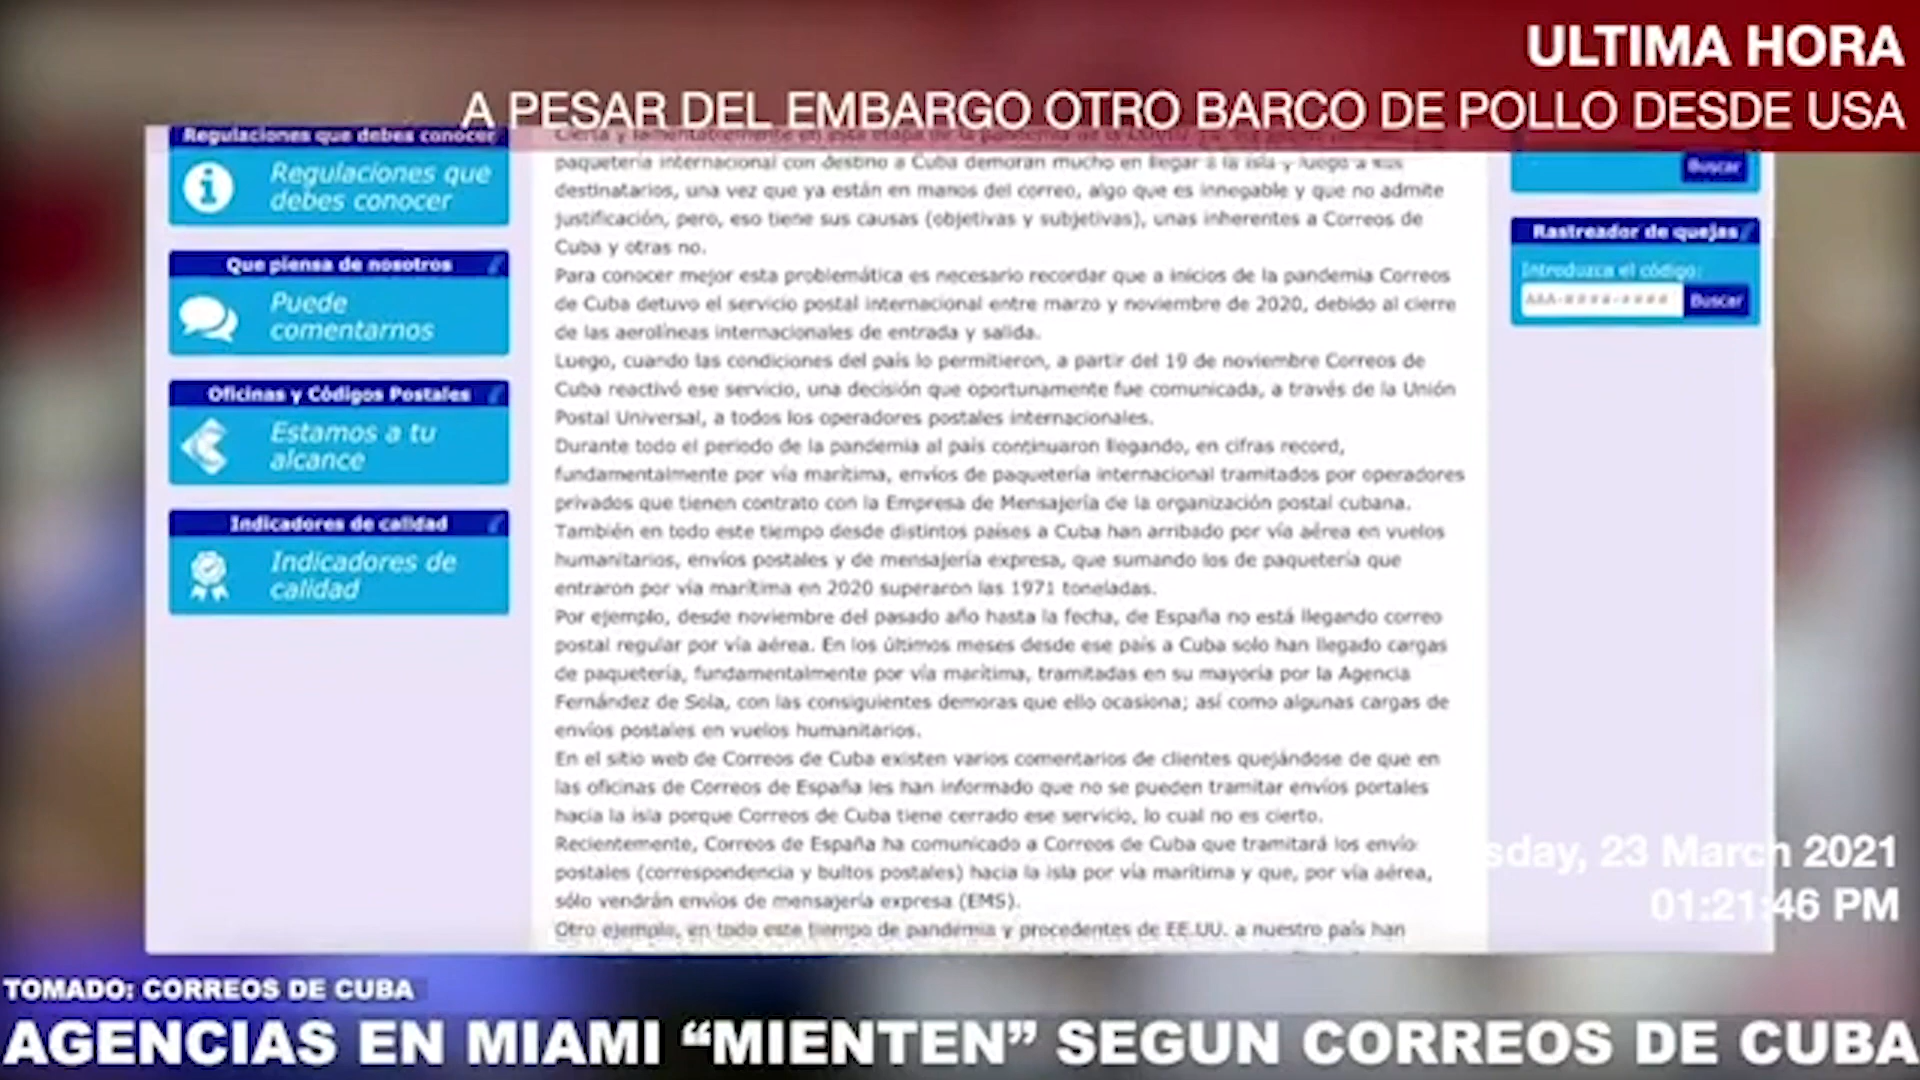 ULTIMA HORA
A PESAR DEL EMBARGO OTRO BARCO DE POLLO DESDE USA
Regulaciones que debes conocer
Regulaciones que
debes conocer
Que piensa de nosotros
Puede
comentarnos
Oficinas y Códigos Postales
Estamos a tu
alcance
Indicadores de calidad
Indicadores de
calidad
Cierta y lamentablemente en esta etapa de la pandemia de la
paquetería internacional con destino a Cuba demoran mucho en llegar a la isla y luego a sus
destinatarios, una vez que ya están en manos del correo, algo que es innegable y que no admite
justificación, pero, eso tiene sus causas (objetivas y subjetivas), unas inherentes a Correos de
Cuba y otras no.
Para conocer mejor esta problemática es necesario recordar que a inicios de la pandemia Correos
de Cuba detuvo el servicio postal internacional entre marzo y noviembre de 2020, debido al cierre
de las aerolíneas internacionales de entrada y salida.
Luego, cuando las condiciones del país lo permitieron, a partir del 19 de noviembre Correos de
Cuba reactivó ese servicio, una decisión que oportunamente fue comunicada, a través de la Unión
Postal Universal, a todos los operadores postales internacionales.
Durante todo el periodo de la pandemia al país continuaron llegando, en cifras record,
fundamentalmente por vía marítima, envíos de paquetería internacional tramitados por operadores
privados que tienen contrato con la Empresa de Mensajería de la organización postal cubana.
También en todo este tiempo desde distintos países a Cuba han arribado por vía aérea en vuelos
humanitarios, envíos postales y de mensajería expresa, que sumando los de paquetería que
entraron por vía marítima en 2020 superaron las 1971 toneladas.
Por ejemplo, desde noviembre del pasado año hasta la fecha, de España no está llegando correo
postal regular por vía aérea. En los últimos meses desde ese país a Cuba solo han llegado cargas
de paquetería, fundamentalmente por vía marítima, tramitadas en su mayoría por la Agencia
Fernández de Sola, con las consiguientes demoras que ello ocasiona; así como algunas cargas de
envíos postales en vuelos humanitarios.
En el sitio web de Correos de Cuba existen varios comentarios de clientes quejándose de que en
las oficinas de Correos de España les han informado que no se pueden tramitar envíos portales
hacia la isla porque Correos de Cuba tiene cerrado ese servicio, lo cual no es cierto.
Recientemente, Correos de España ha comunicado a Correos de Cuba que tramitará los envío
postales (correspondencia y bultos postales) hacia la isla por vía marítima y que, por vía aérea,
sólo vendrán envíos de mensajería expresa (EMS).
Otro ejemplo, en todo este tiempo de pandemia y procedentes de EE.UU. a nuestro país han
Buscar
Rastreador de quejas
Introduzca el código:
AAA-####-####
Buscar
sday, 23 March 2021
01:21:46 PM
TOMADO: CORREOS DE CUBA
AGENCIAS EN MIAMI “MIENTEN” SEGUN CORREOS DE CUBA